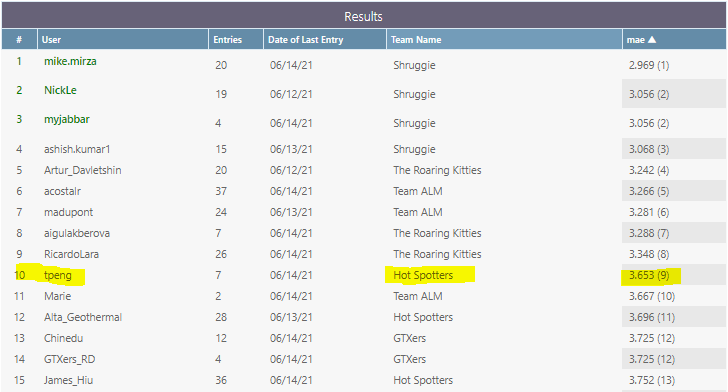 Results
# User Entries Date of Last Entry Team Name mae ▲
1 mike.mirza 20 06/14/21 Shruggie 2.969 (1)
2 NickLe 19 06/12/21 Shruggie 3.056 (2)
3 myjabbar 4 06/14/21 Shruggie 3.056 (2)
4 ashish.kumar1 15 06/13/21 Shruggie 3.068 (3)
5 Artur_Davletshin 20 06/12/21 The Roaring Kitties 3.242 (4)
6 acostalr 37 06/14/21 Team ALM 3.266 (5)
7 madupont 24 06/13/21 Team ALM 3.281 (6)
8 aigulakberova 7 06/14/21 The Roaring Kitties 3.288 (7)
9 RicardoLara 26 06/14/21 The Roaring Kitties 3.348 (8)
10 tpeng 7 06/14/21 Hot Spotters 3.653 (9)
11 Marie 2 06/14/21 Team ALM 3.667 (10)
12 Alta_Geothermal 28 06/13/21 Hot Spotters 3.696 (11)
13 Chinedu 12 06/14/21 GTXers 3.725 (12)
14 GTXers_RD 4 06/14/21 GTXers 3.725 (12)
15 James_Hiu 36 06/14/21 Hot Spotters 3.752 (13)